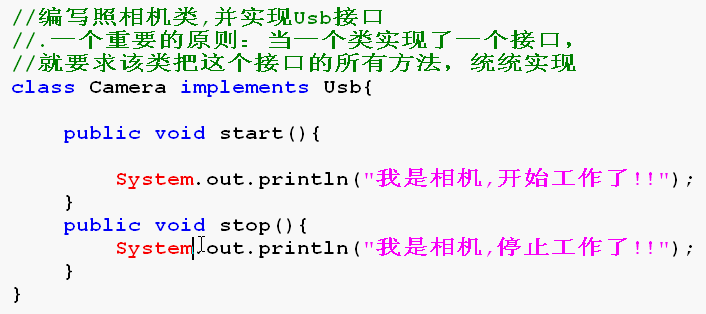 //编写照相机类,并实现Usb接口
//.一个重要的原则：当一个类实现了一个接口，
//就要求该类把这个接口的所有方法，统统实现
class Camera implements Usb{
public void start(){
System.out.println("我是相机,开始工作了!!");
}
public void stop(){
System.out.println("我是相机,停止工作了!!");
}
}